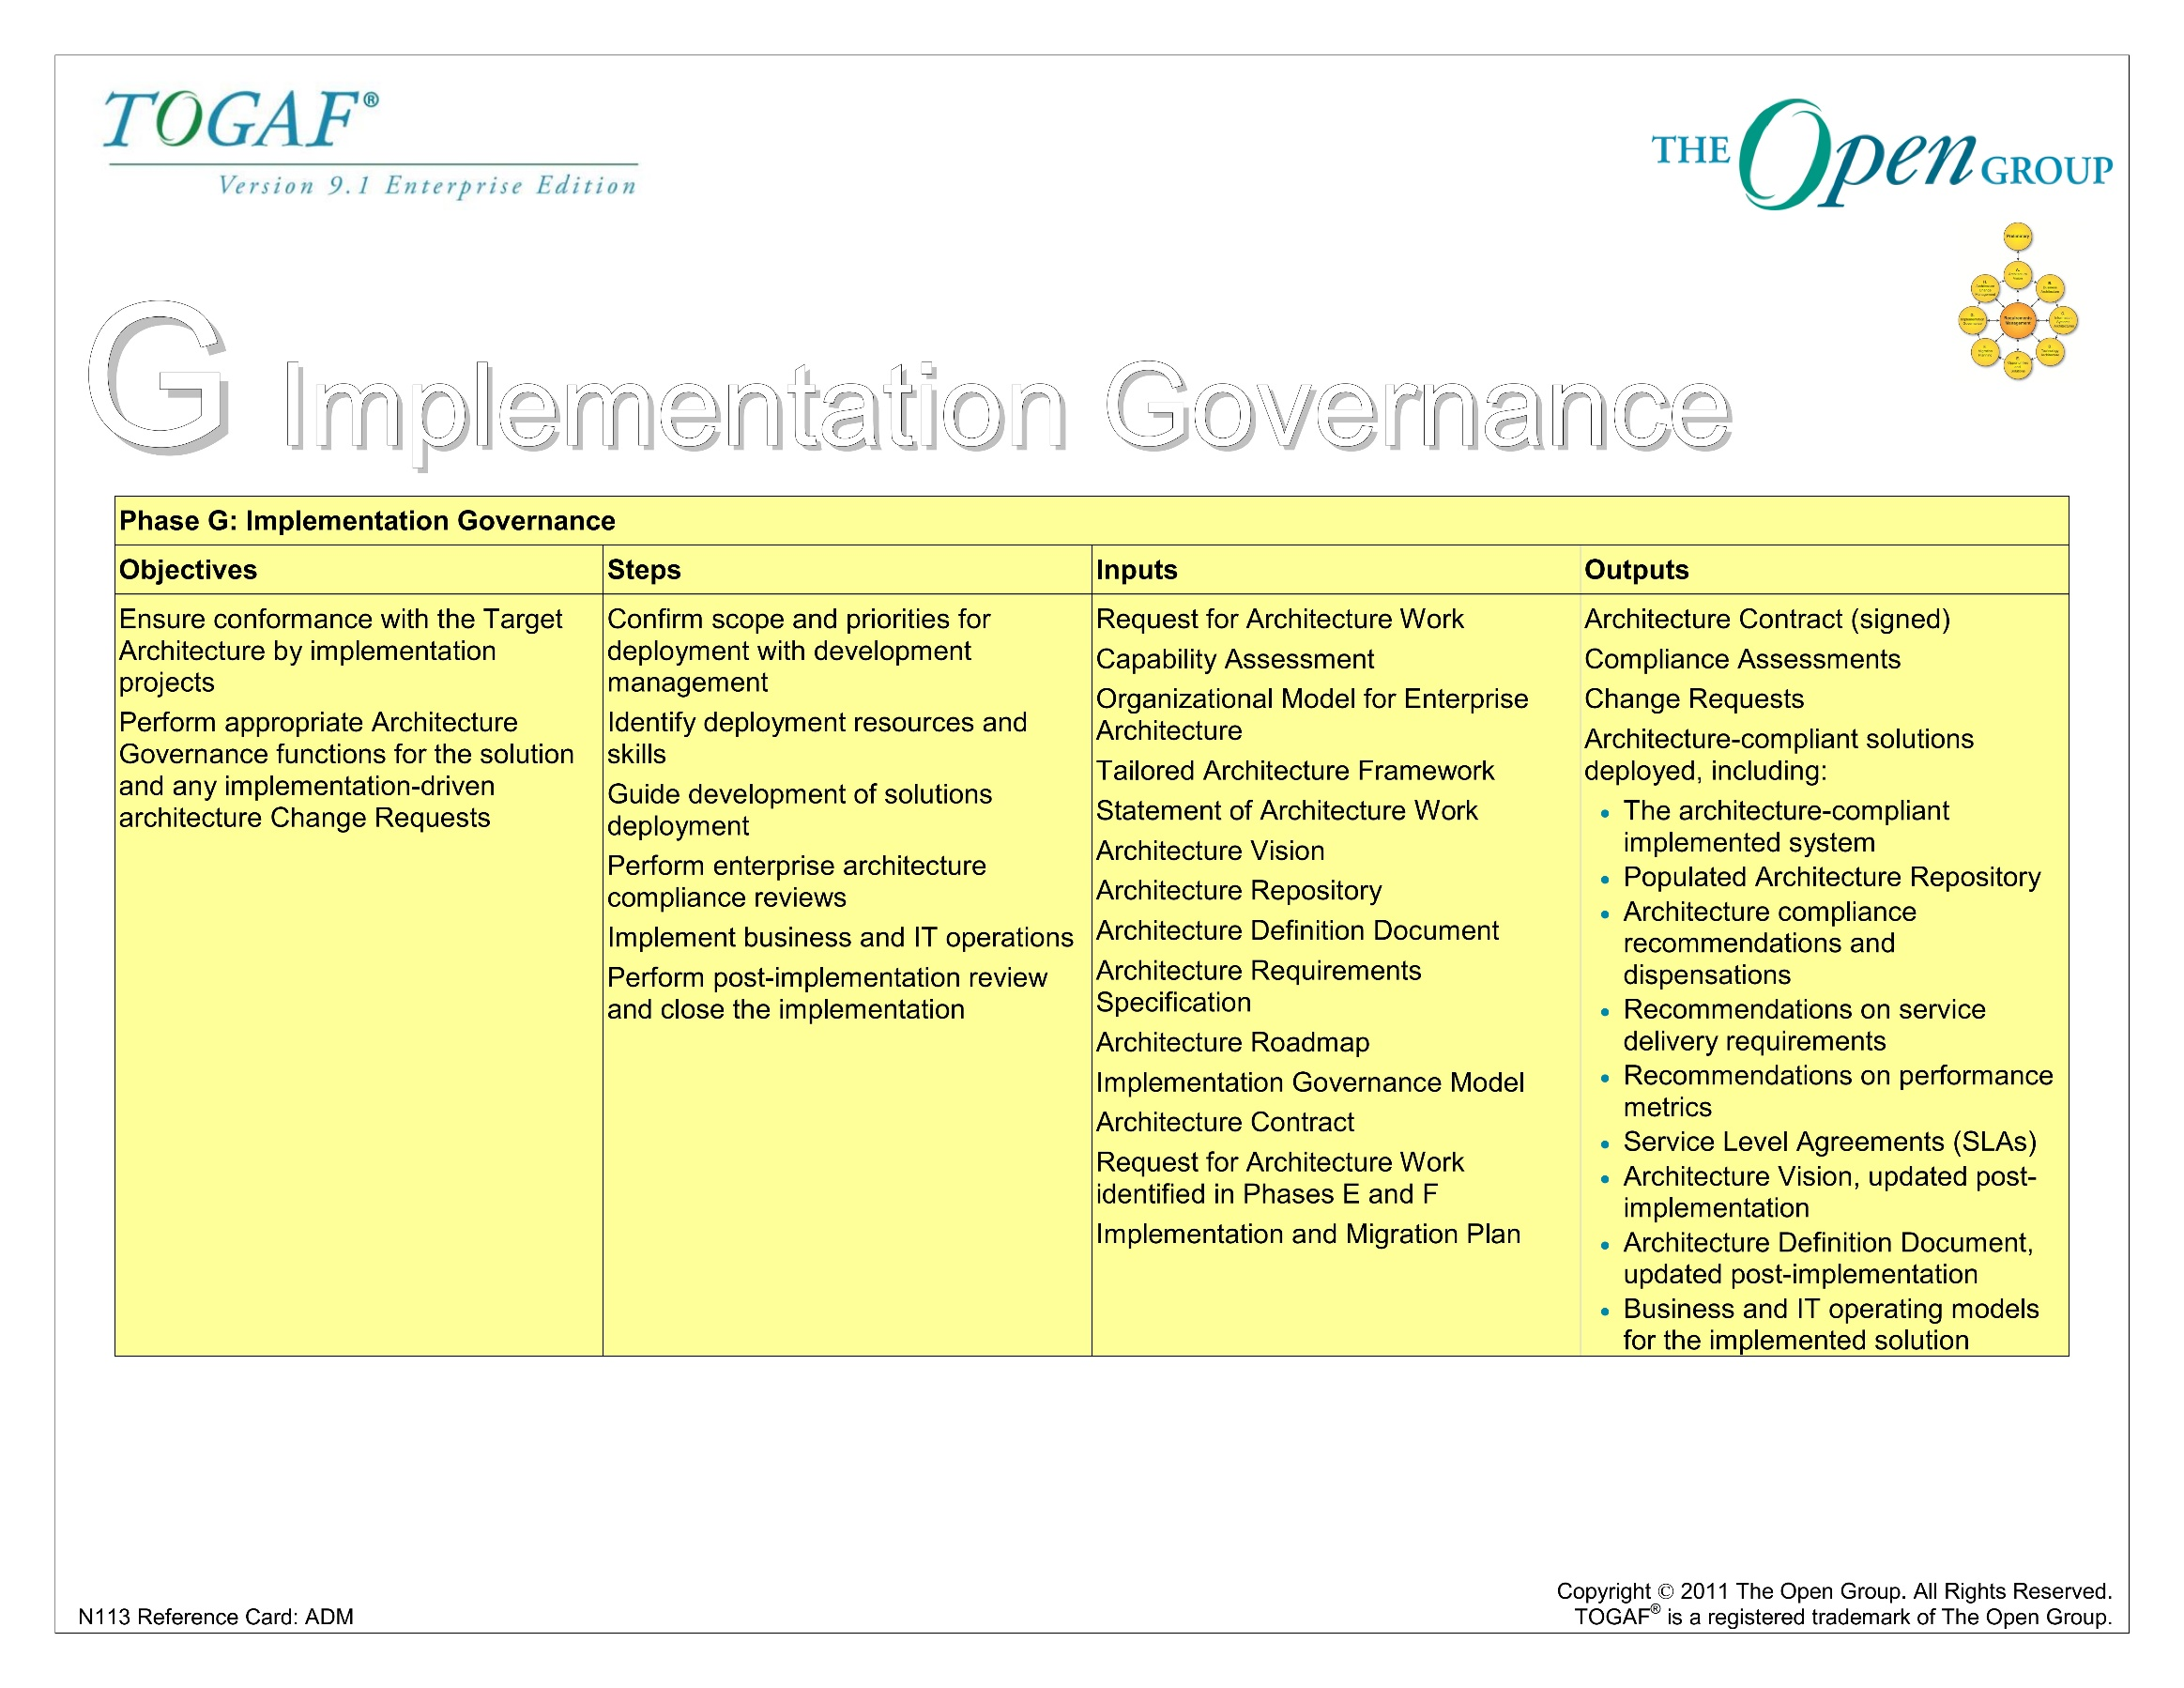 TOGAF®
Version 9.1 Enterprise Edition
THE Open GROUP
Preliminary
Requirements
Management
G Implementation Governance
Phase G: Implementation Governance
Objectives
Steps
Inputs
Outputs
Ensure conformance with the Target
Architecture by implementation
projects
Perform appropriate Architecture
Governance functions for the solution
and any implementation-driven
architecture Change Requests
Confirm scope and priorities for
deployment with development
management
Identify deployment resources and
skills
Guide development of solutions
deployment
Perform enterprise architecture
compliance reviews
Implement business and IT operations
Perform post-implementation review
and close the implementation
Request for Architecture Work
Capability Assessment
Organizational Model for Enterprise
Architecture
Tailored Architecture Framework
Statement of Architecture Work
Architecture Vision
Architecture Repository
Architecture Definition Document
Architecture Requirements
Specification
Architecture Roadmap
Implementation Governance Model
Architecture Contract
Request for Architecture Work
identified in Phases E and F
Implementation and Migration Plan
Architecture Contract (signed)
Compliance Assessments
Change Requests
Architecture-compliant solutions
deployed, including:
• The architecture-compliant
implemented system
• Populated Architecture Repository
• Architecture compliance
recommendations and
dispensations
• Recommendations on service
delivery requirements
• Recommendations on performance
metrics
• Service Level Agreements (SLAs)
• Architecture Vision, updated post-
implementation
• Architecture Definition Document,
updated post-implementation
• Business and IT operating models
for the implemented solution
N113 Reference Card: ADM
Copyright © 2011 The Open Group. All Rights Reserved.
TOGAF® is a registered trademark of The Open Group.